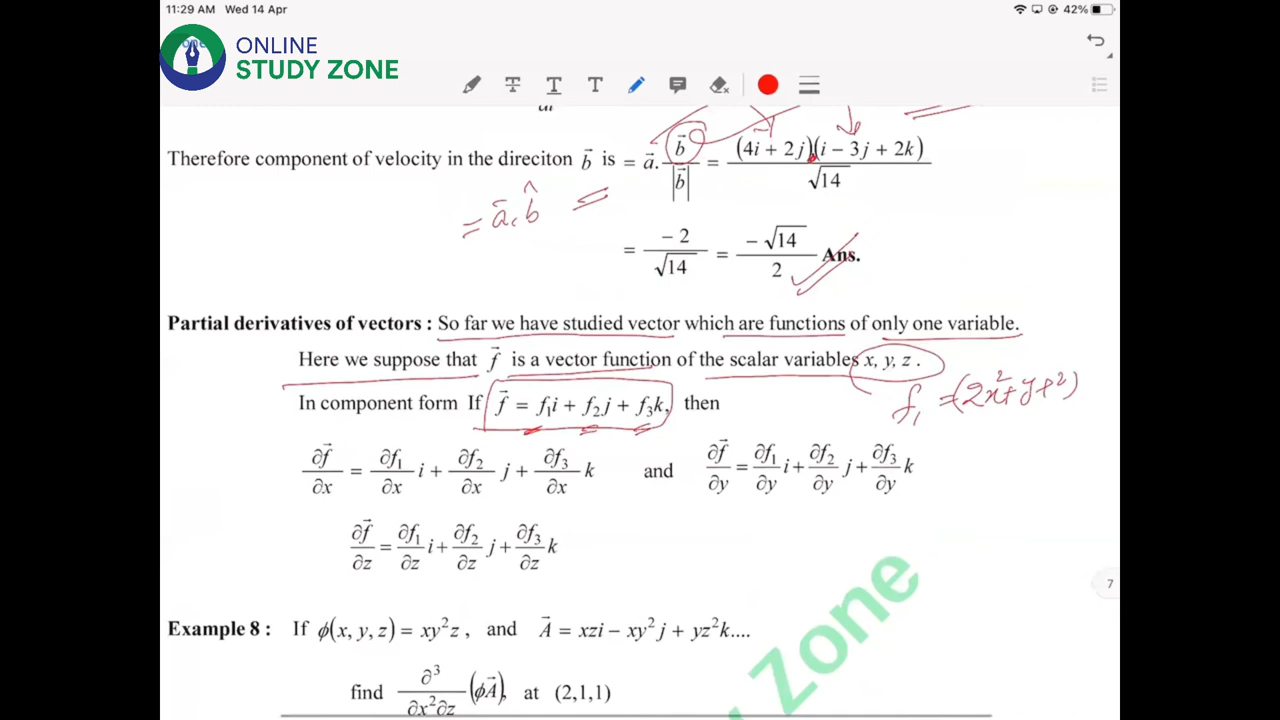 11:29 AM Wed 14 Apr 42%
ONLINE
STUDY ZONE
Therefore component of velocity in the direciton b⃗ is = a⃗. b⃗/|b⃗| = (4i + 2j).(i − 3j + 2k)/√14
= a⃗. b̂
= −2/√14 = −√14/2 Ans.
Partial derivatives of vectors : So far we have studied vector which are functions of only one variable.
Here we suppose that f⃗ is a vector function of the scalar variables x, y, z .
In component form If f⃗ = f₁i + f₂j + f₃k, then
f₁ =(2x²+y+z)
∂f⃗/∂x = ∂f₁/∂x i + ∂f₂/∂x j + ∂f₃/∂x k and ∂f⃗/∂y = ∂f₁/∂y i + ∂f₂/∂y j + ∂f₃/∂y k
∂f⃗/∂z = ∂f₁/∂z i + ∂f₂/∂z j + ∂f₃/∂z k
7
Example 8 : If ϕ(x, y, z) = xy²z , and A⃗ = xzi − xy²j + yz²k....
find ∂³/∂x²∂z (ϕA⃗), at (2,1,1)
Zone